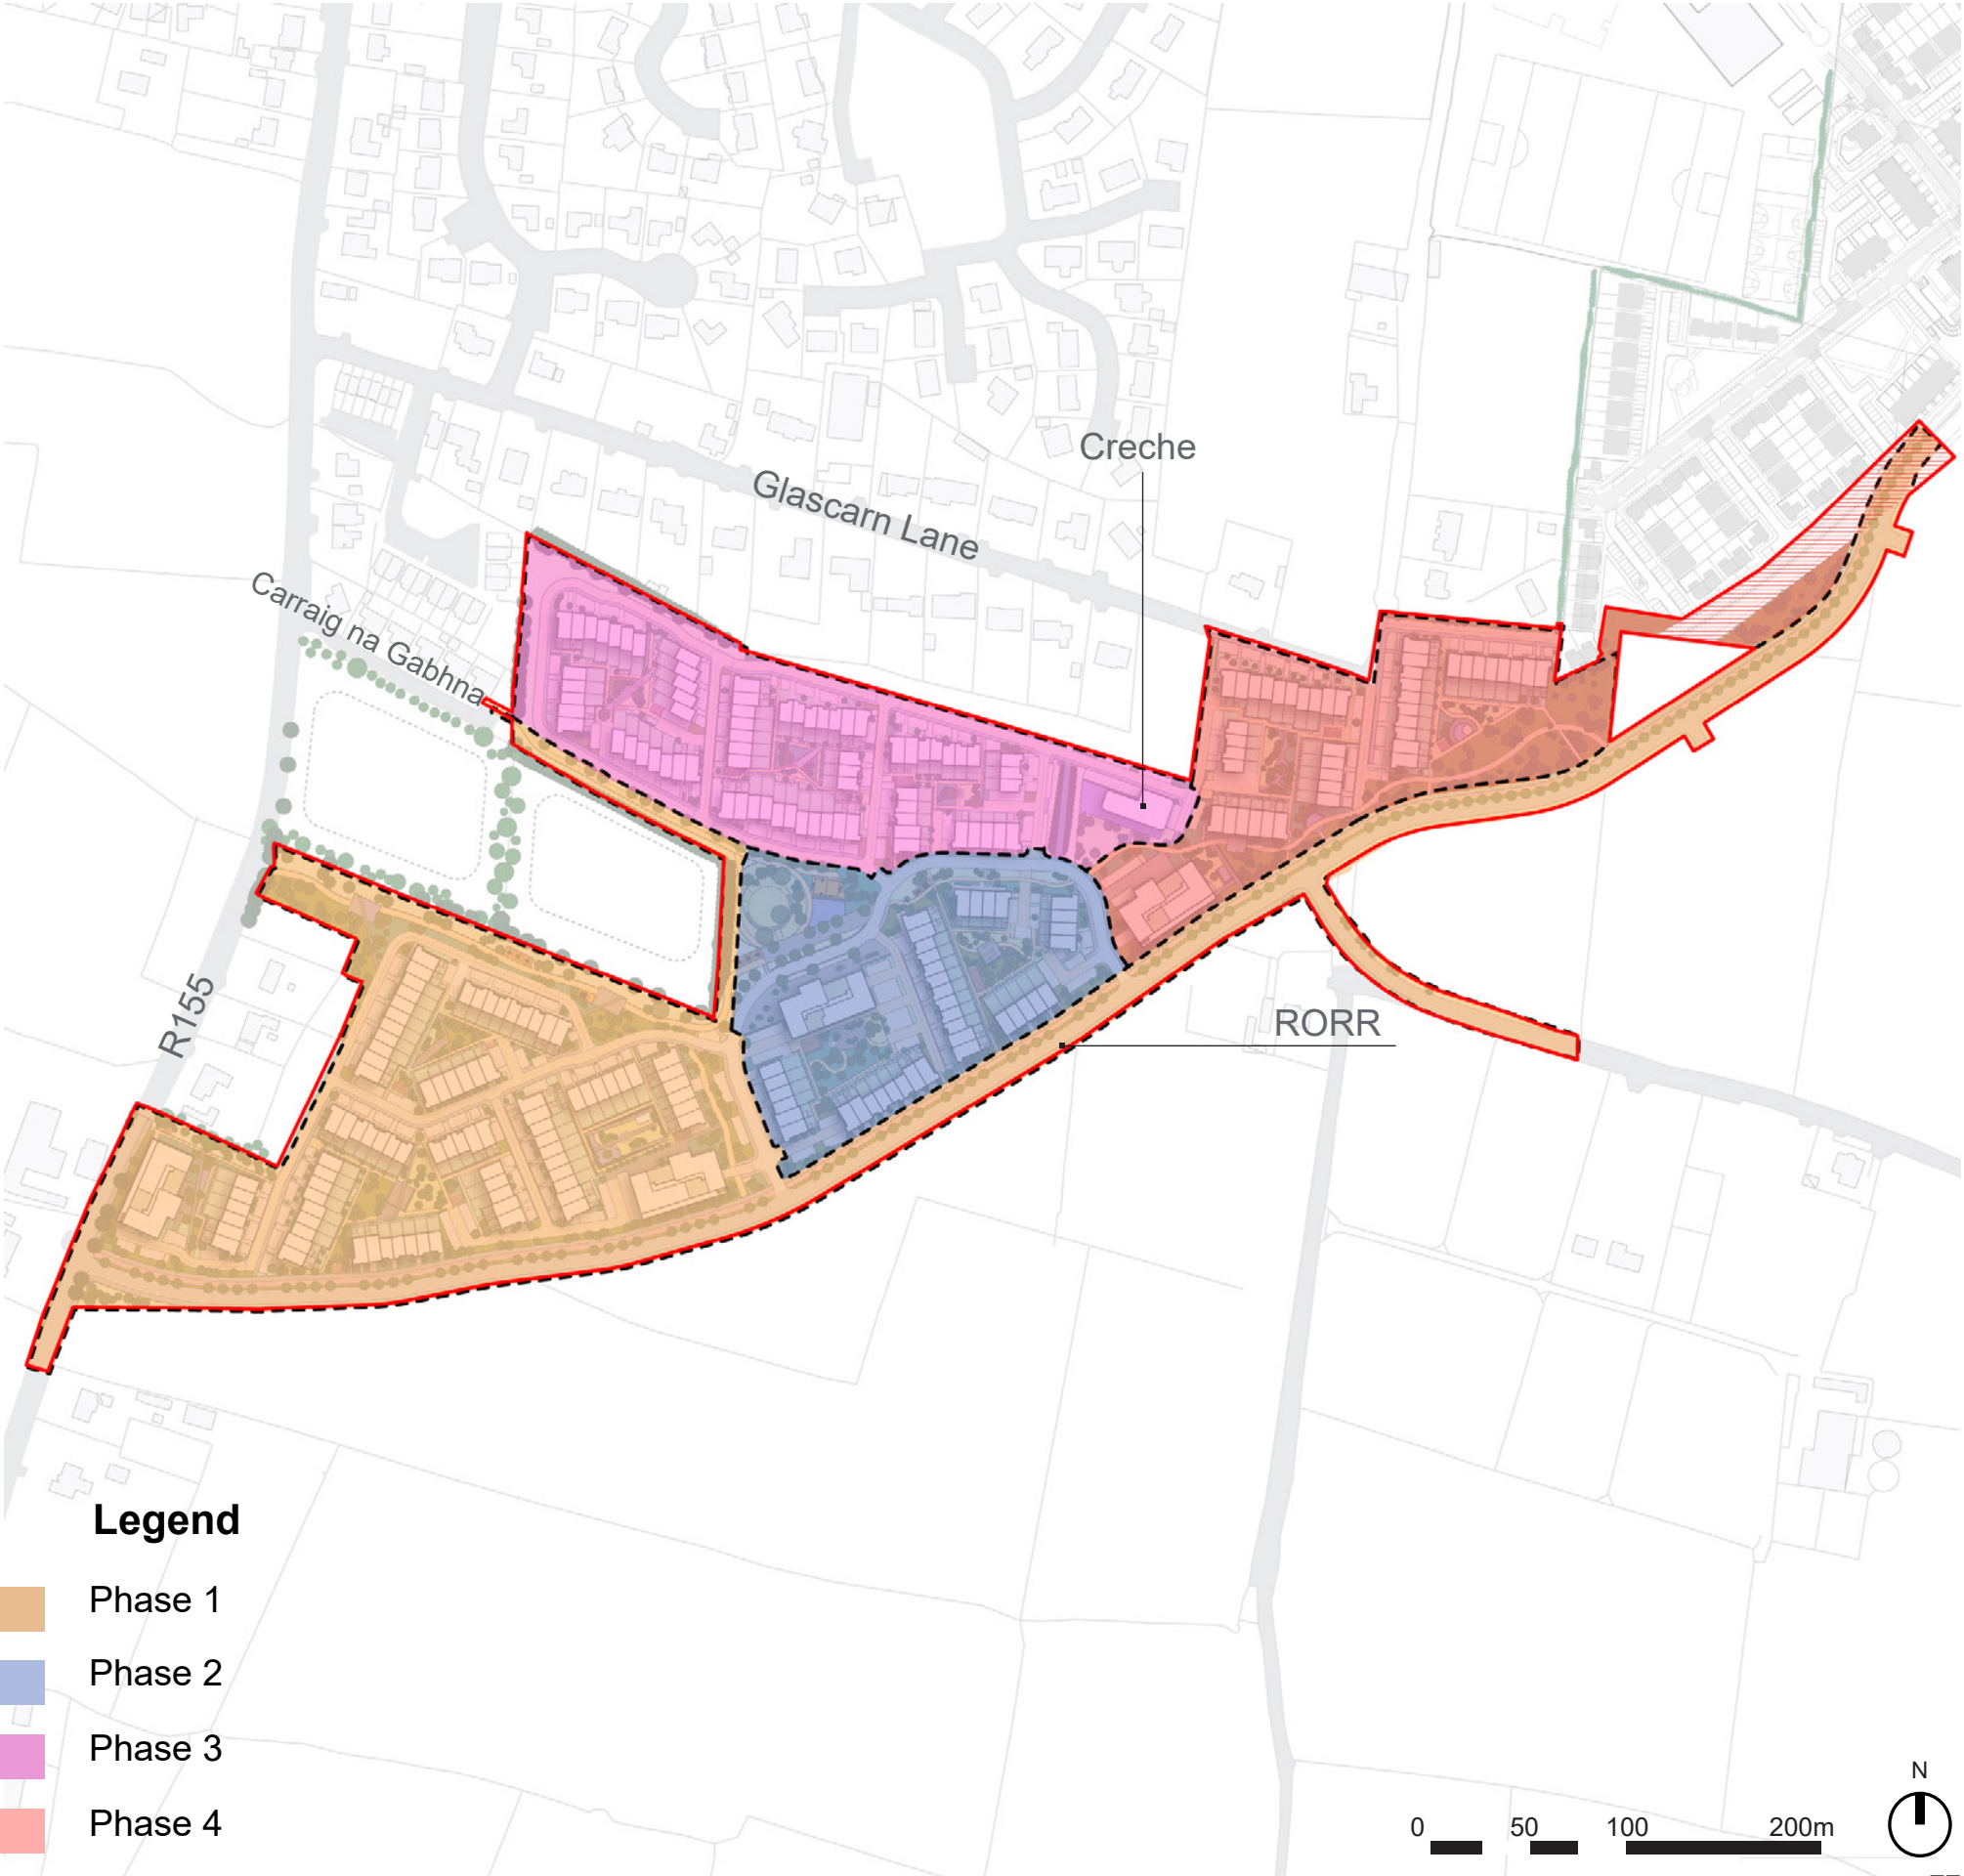 Creche
Glascarn Lane
Carraig na Gabhna
R155
RORR
Legend
Phase 1
Phase 2
Phase 3
Phase 4
0 50 100 200m
N